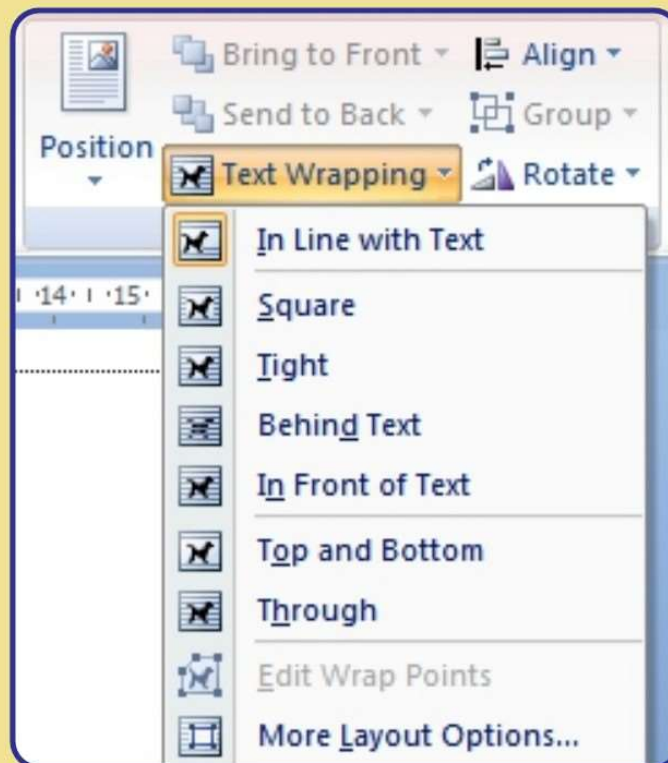 Position
Bring to Front
Send to Back
Text Wrapping
Align
Group
Rotate
·14· ı ·15·
In Line with Text
Square
Tight
Behind Text
In Front of Text
Top and Bottom
Through
Edit Wrap Points
More Layout Options...